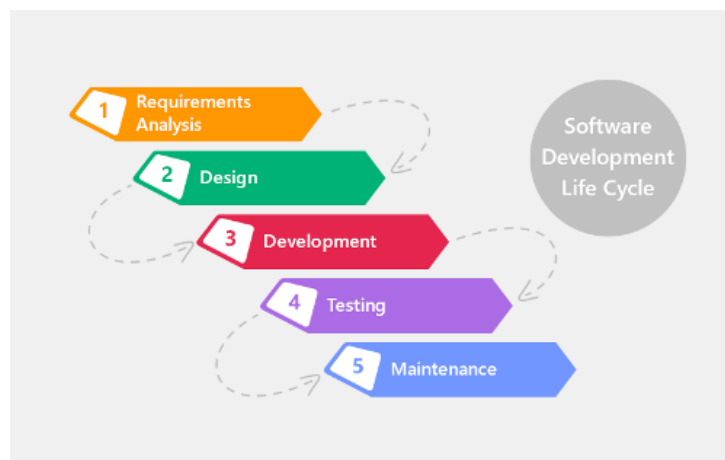 1
Requirements
Analysis
2
Design
3
Development
4
Testing
5
Maintenance
Software
Development
Life Cycle